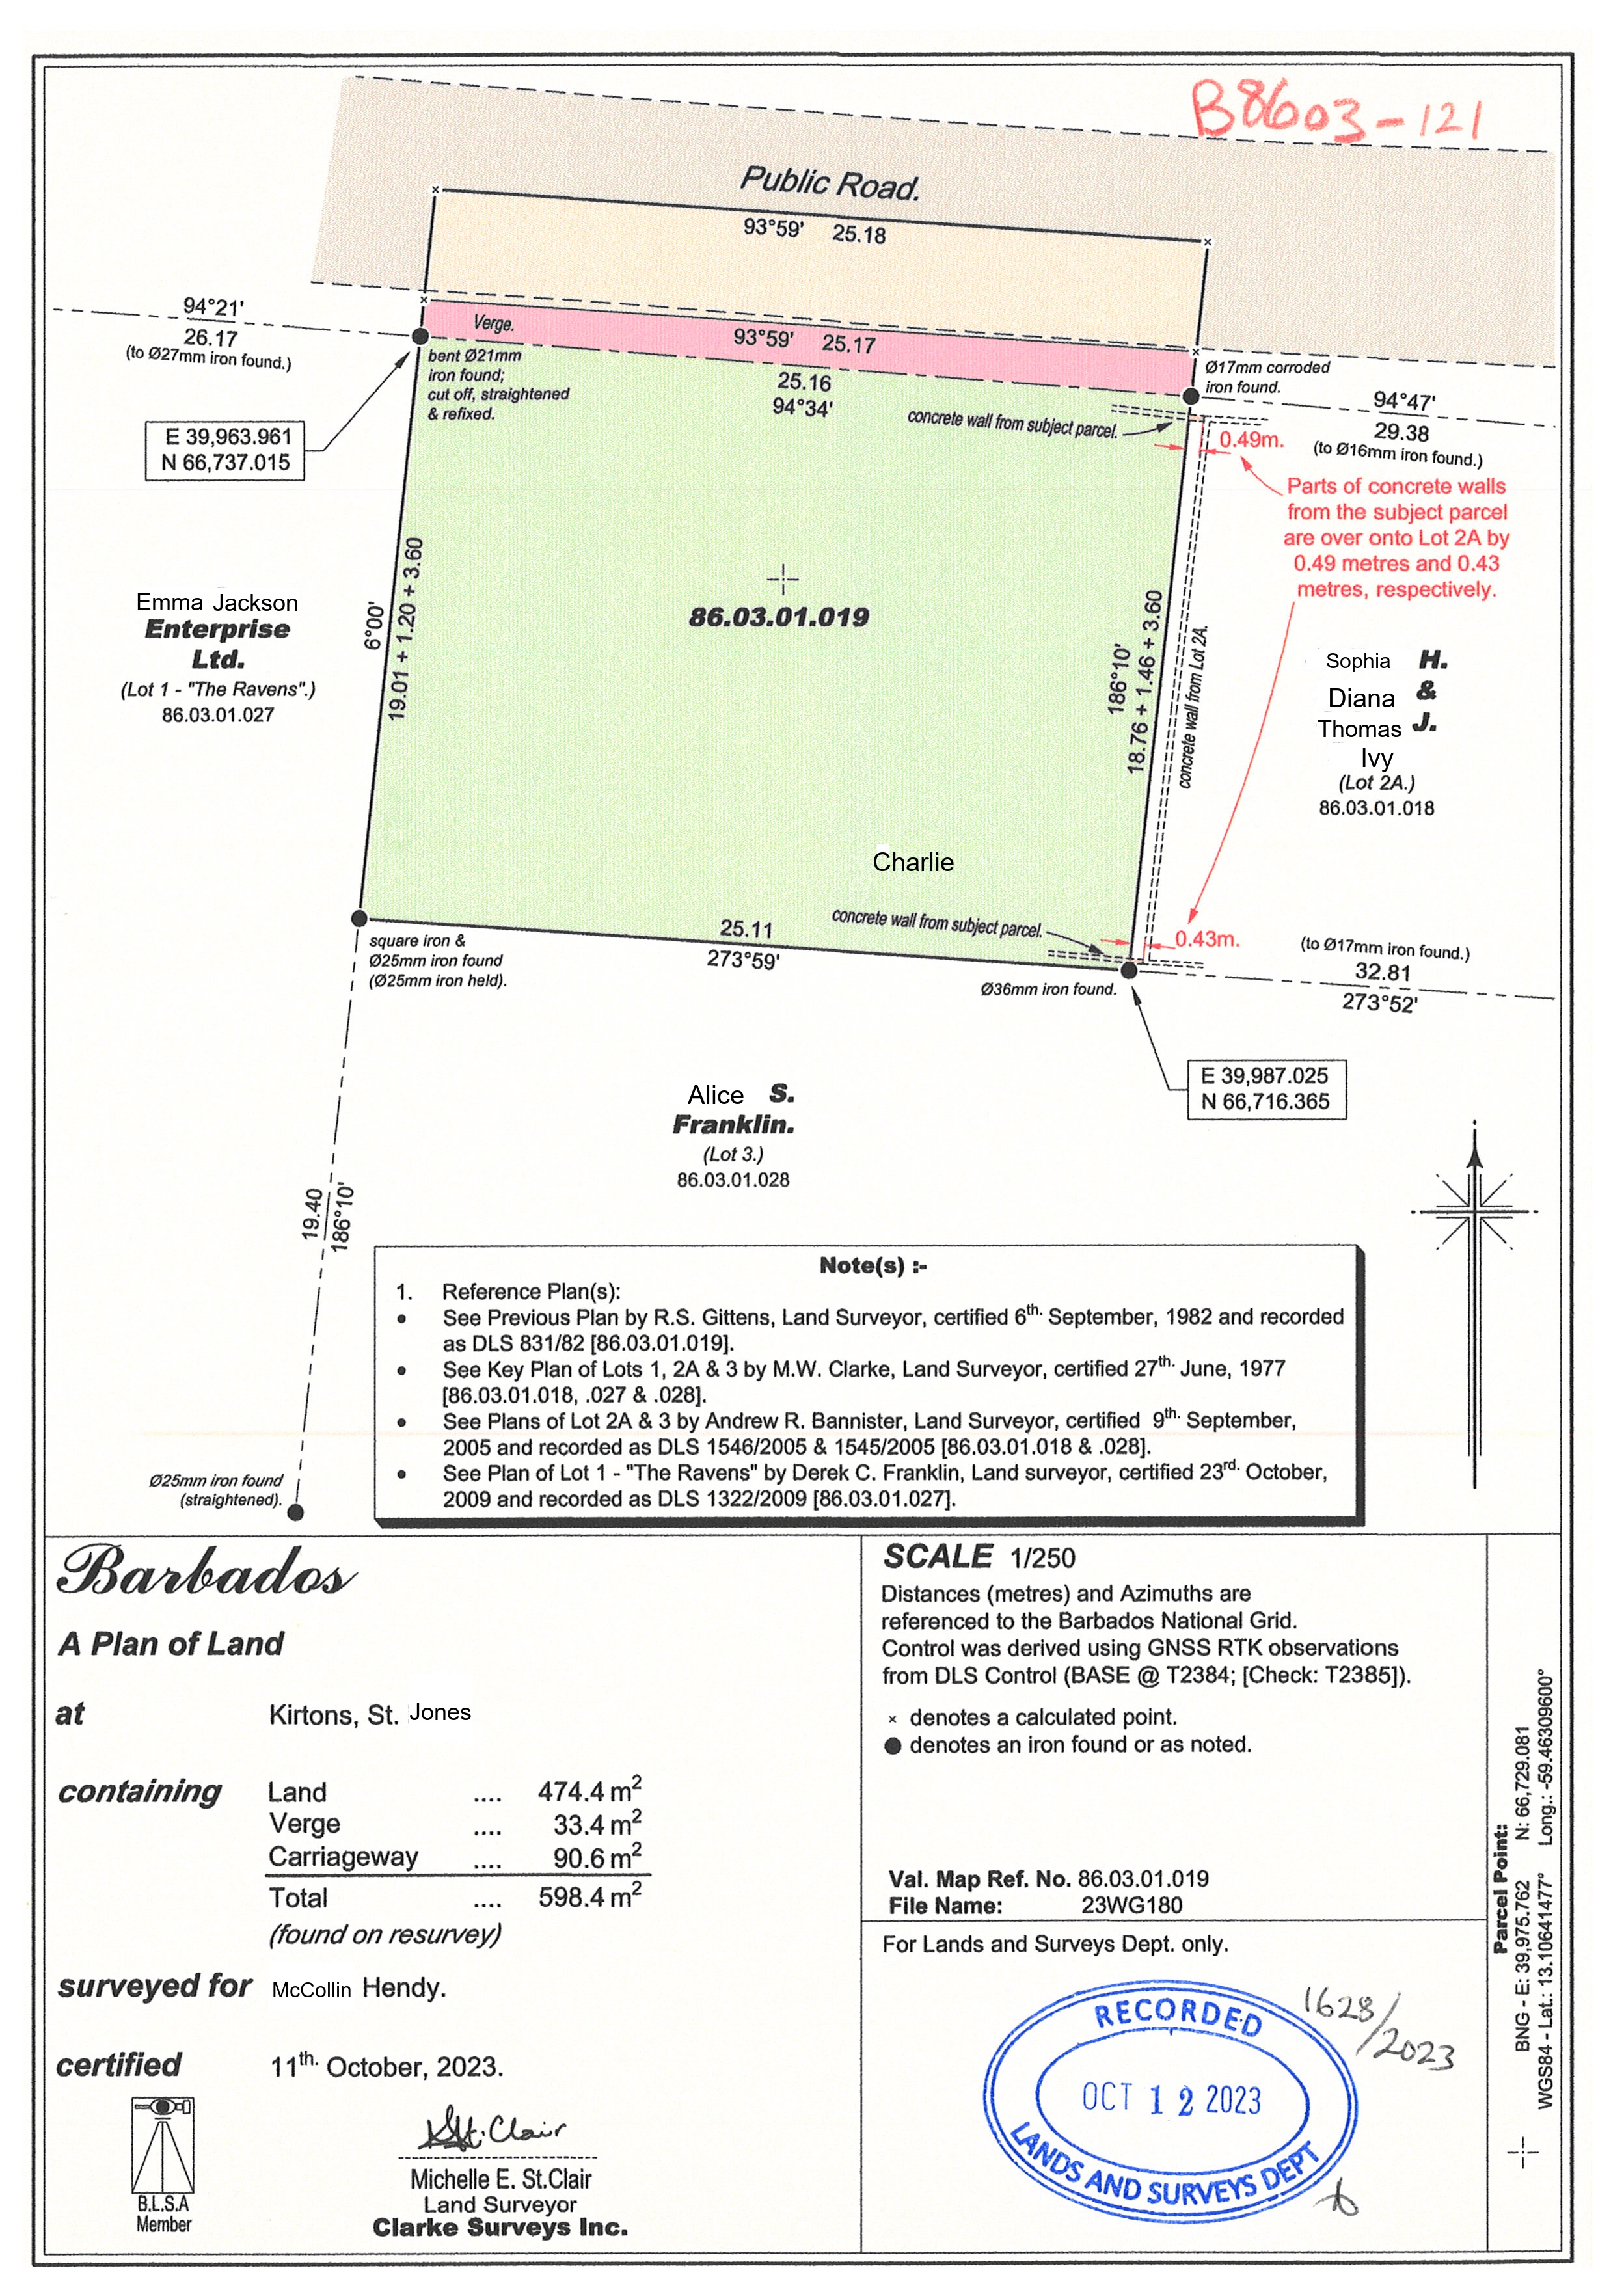 B8603-121
Public Road.
93°59' 25.18
94°21'
26.17
(to Ø27mm iron found.)
Verge.
93°59' 25.17
bent Ø21mm
iron found;
cut off, straightened
& refixed.
25.16
94°34'
Ø17mm corroded
iron found.
94°47'
29.38
(to Ø16mm iron found.)
concrete wall from subject parcel.
0.49m.
E 39,963.961
N 66,737.015
Parts of concrete walls
from the subject parcel
are over onto Lot 2A by
0.49 metres and 0.43
metres, respectively.
6°00'
19.01 + 1.20 + 3.60
86.03.01.019
186°10'
18.76 + 1.46 + 3.60
concrete wall from Lot 2A.
Emma Jackson
Enterprise
Ltd.
(Lot 1 - "The Ravens".)
86.03.01.027
Sophia H.
Diana &
Thomas J.
Ivy
(Lot 2A.)
86.03.01.018
Charlie
concrete wall from subject parcel.
0.43m.
square iron &
Ø25mm iron found
(Ø25mm iron held).
25.11
273°59'
Ø36mm iron found.
(to Ø17mm iron found.)
32.81
273°52'
E 39,987.025
N 66,716.365
Alice S.
Franklin.
(Lot 3.)
86.03.01.028
19.40
186°10'
Ø25mm iron found
(straightened).
Note(s) :-
1. Reference Plan(s):
• See Previous Plan by R.S. Gittens, Land Surveyor, certified 6th. September, 1982 and recorded
as DLS 831/82 [86.03.01.019].
• See Key Plan of Lots 1, 2A & 3 by M.W. Clarke, Land Surveyor, certified 27th. June, 1977
[86.03.01.018, .027 & .028].
• See Plans of Lot 2A & 3 by Andrew R. Bannister, Land Surveyor, certified 9th. September,
2005 and recorded as DLS 1546/2005 & 1545/2005 [86.03.01.018 & .028].
• See Plan of Lot 1 - "The Ravens" by Derek C. Franklin, Land surveyor, certified 23rd. October,
2009 and recorded as DLS 1322/2009 [86.03.01.027].
Barbados
A Plan of Land
at Kirtons, St. Jones
containing Land .... 474.4 m2
Verge .... 33.4 m2
Carriageway .... 90.6 m2
Total .... 598.4 m2
(found on resurvey)
surveyed for McCollin Hendy.
certified 11th. October, 2023.
B.L.S.A
Member
St.Clair
Michelle E. St.Clair
Land Surveyor
Clarke Surveys Inc.
SCALE 1/250
Distances (metres) and Azimuths are
referenced to the Barbados National Grid.
Control was derived using GNSS RTK observations
from DLS Control (BASE @ T2384; [Check: T2385]).
× denotes a calculated point.
● denotes an iron found or as noted.
Val. Map Ref. No. 86.03.01.019
File Name: 23WG180
For Lands and Surveys Dept. only.
RECORDED
OCT 12 2023
LANDS AND SURVEYS DEPT
1628/2023
Parcel Point:
BNG - E: 39,975.762 N: 66,729.081
WGS84 - Lat.: 13.10641477° Long.: -59.46309600°